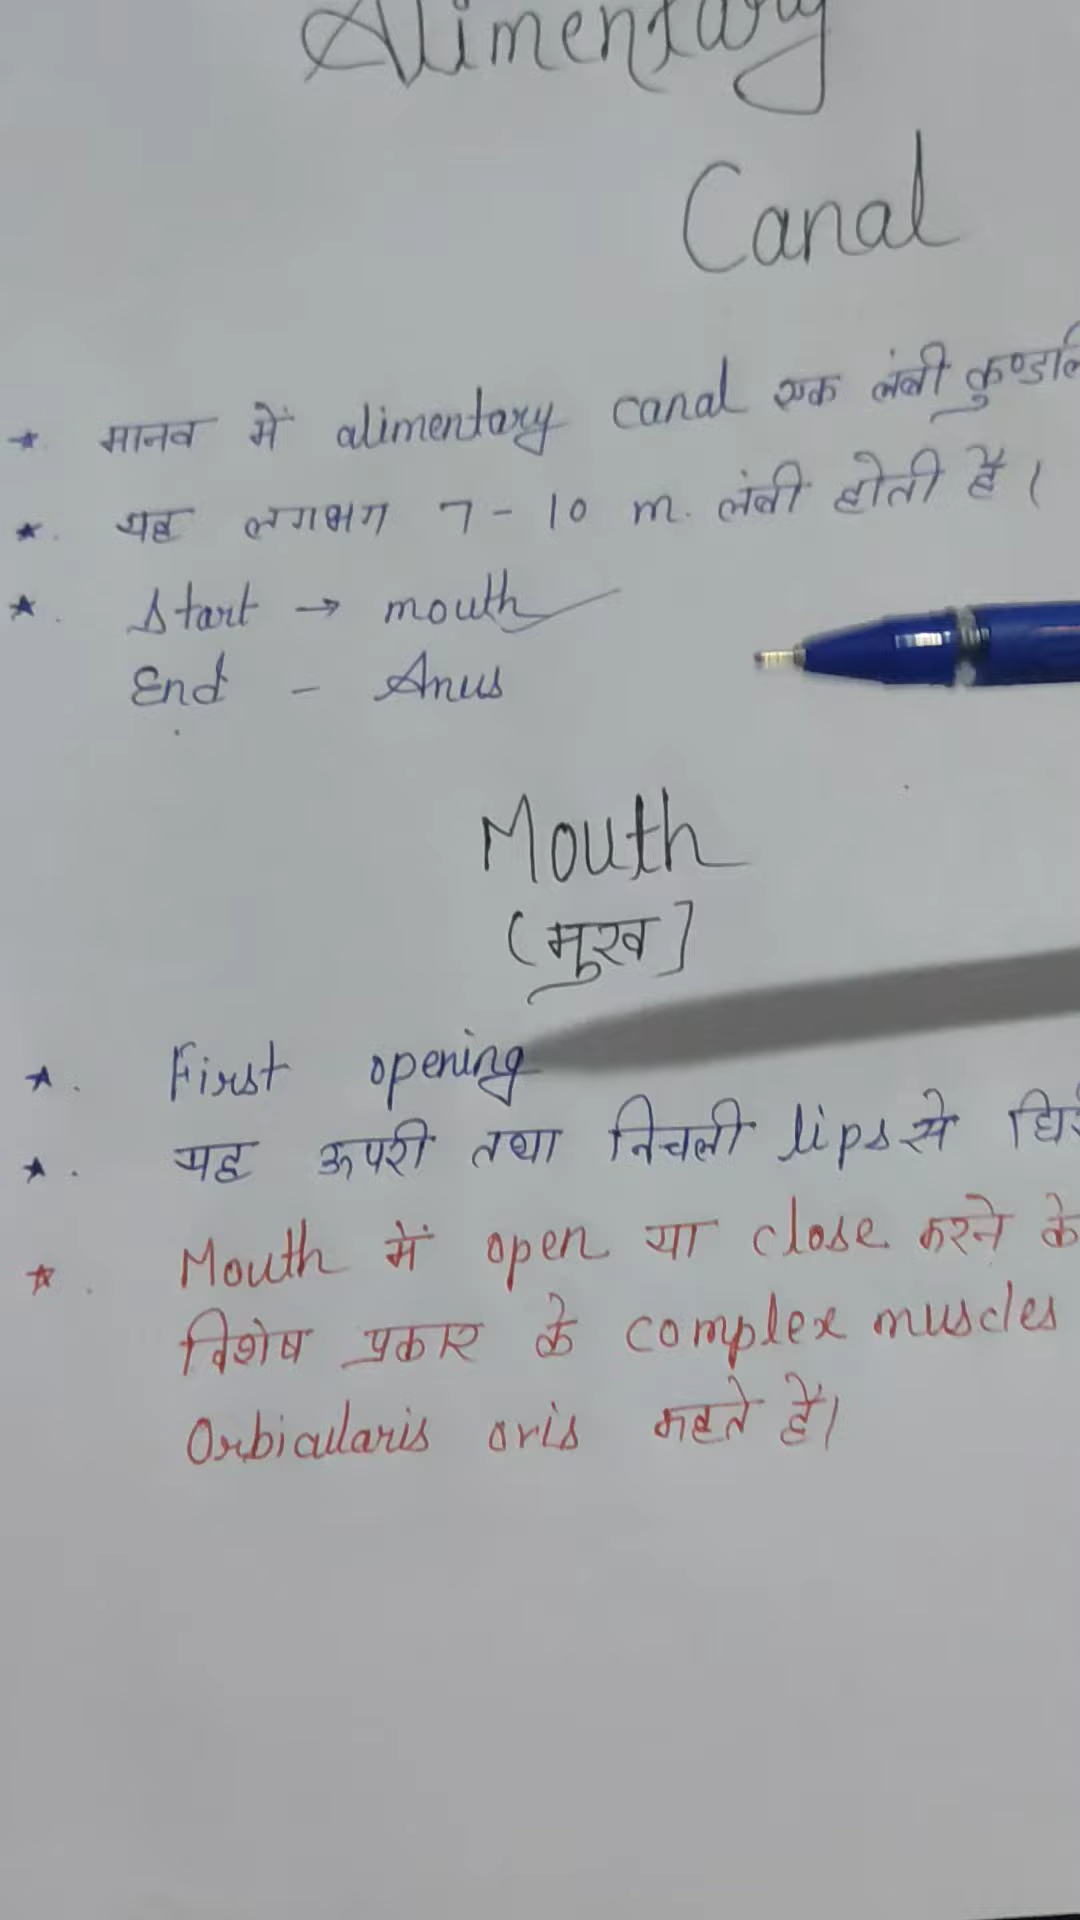 Alimentary
Canal
★ मानव में alimentary canal एक लंबी
★. यह लगभग 7-10 m. लंबी होती है।
★. Start → mouth
End - Anus
Mouth
(मुख]
★. First opening
★. यह ऊपरी तथा निचली lips से
★. Mouth में open या close करने के
विशेष प्रकार के complex muscles
Orbicularis oris कहते हैं।